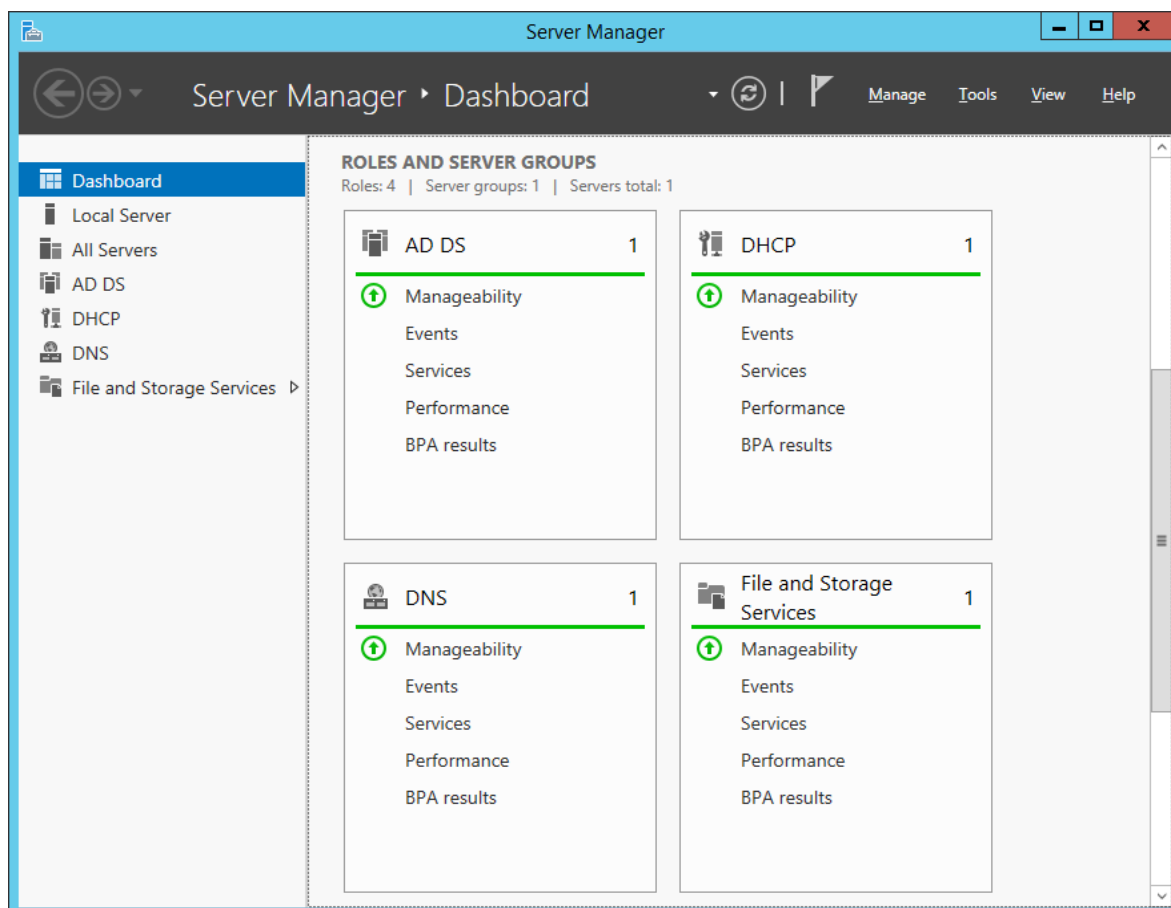 Server Manager
Server Manager ‣ Dashboard
Manage Tools View Help
Dashboard
Local Server
All Servers
AD DS
DHCP
DNS
File and Storage Services
ROLES AND SERVER GROUPS
Roles: 4 | Server groups: 1 | Servers total: 1
AD DS 1
Manageability
Events
Services
Performance
BPA results
DHCP 1
Manageability
Events
Services
Performance
BPA results
DNS 1
Manageability
Events
Services
Performance
BPA results
File and Storage
Services 1
Manageability
Events
Services
Performance
BPA results